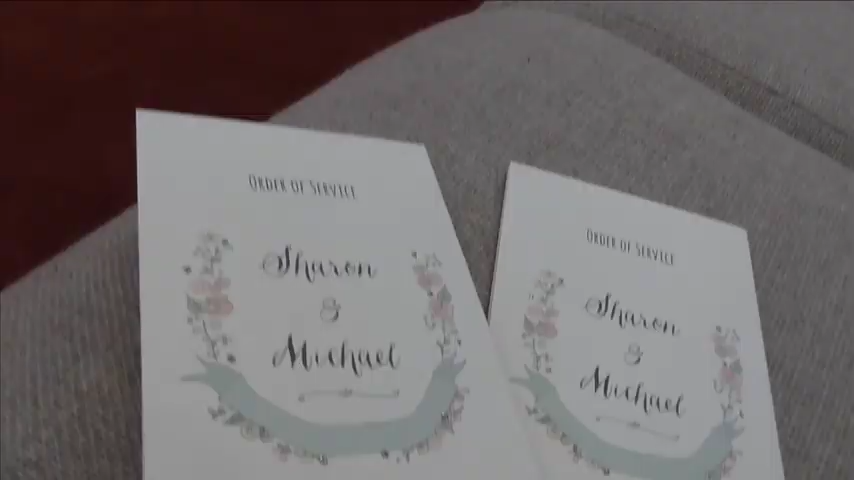 Order of Service
Sharon
&
Michael
Order of Service
Sharon
&
Michael